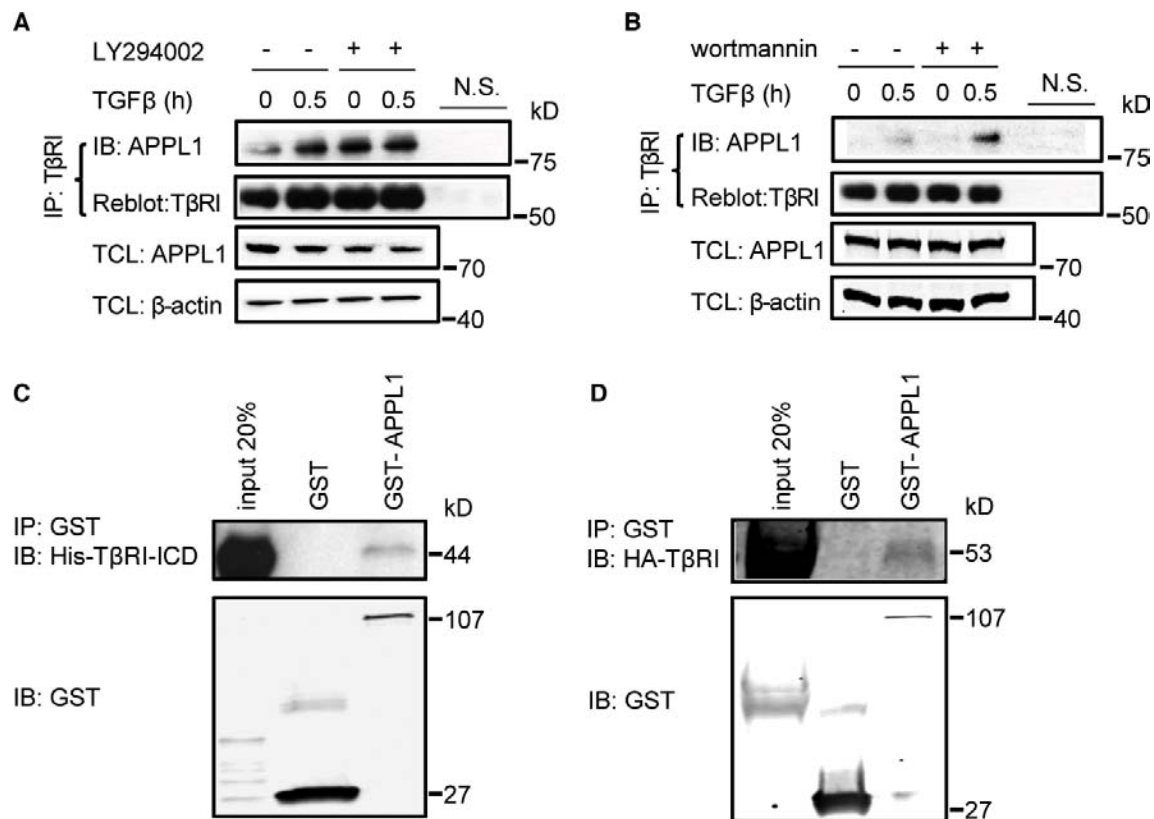 A
LY294002 - - + +
TGFβ (h) 0 0.5 0 0.5 N.S. kD
IP: TβRI
IB: APPL1 75
Reblot:TβRI 50
TCL: APPL1 70
TCL: β-actin 40
B
wortmannin - - + +
TGFβ (h) 0 0.5 0 0.5 N.S. kD
IP: TβRI
IB: APPL1 75
Reblot:TβRI 50
TCL: APPL1 70
TCL: β-actin 40
C
input 20% GST GST- APPL1 kD
IP: GST
IB: His-TβRI-ICD 44
107
IB: GST
27
D
input 20% GST GST- APPL1 kD
IP: GST
IB: HA-TβRI 53
107
IB: GST
27